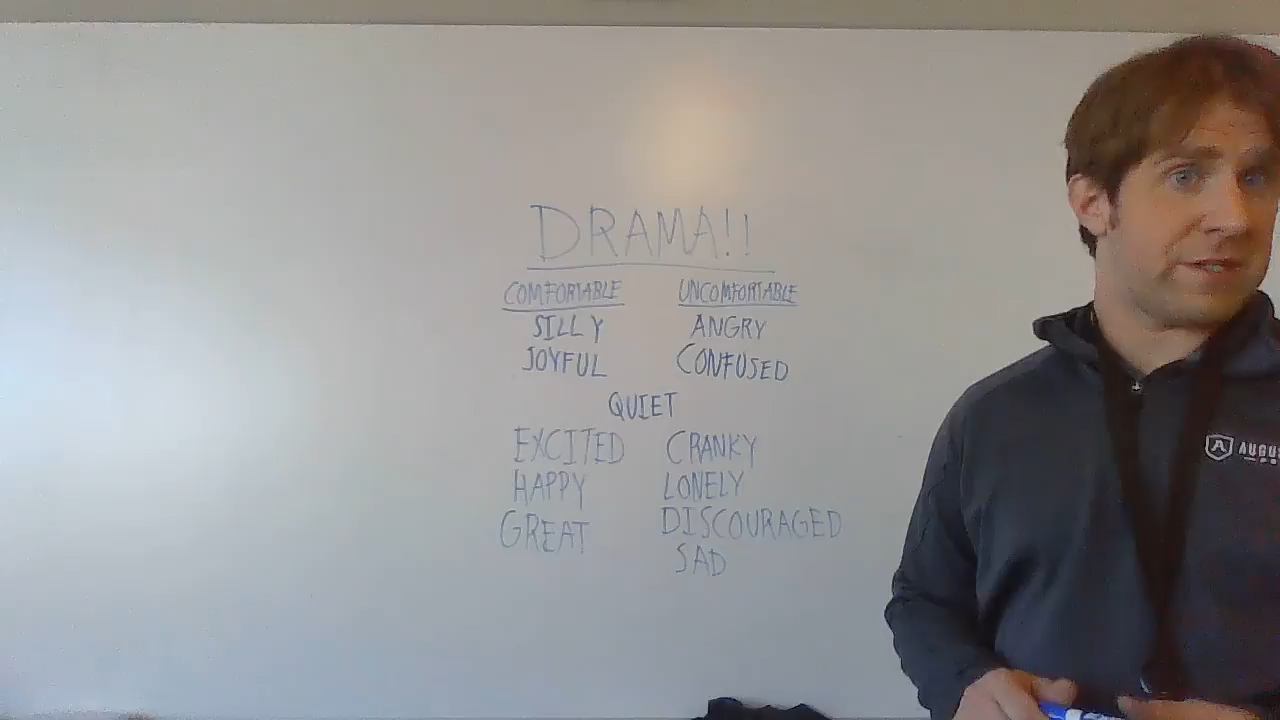 DRAMA!!
COMFORTABLE UNCOMFORTABLE
SILLY ANGRY
JOYFUL CONFUSED
QUIET
EXCITED CRANKY
HAPPY LONELY
GREAT DISCOURAGED
SAD
A